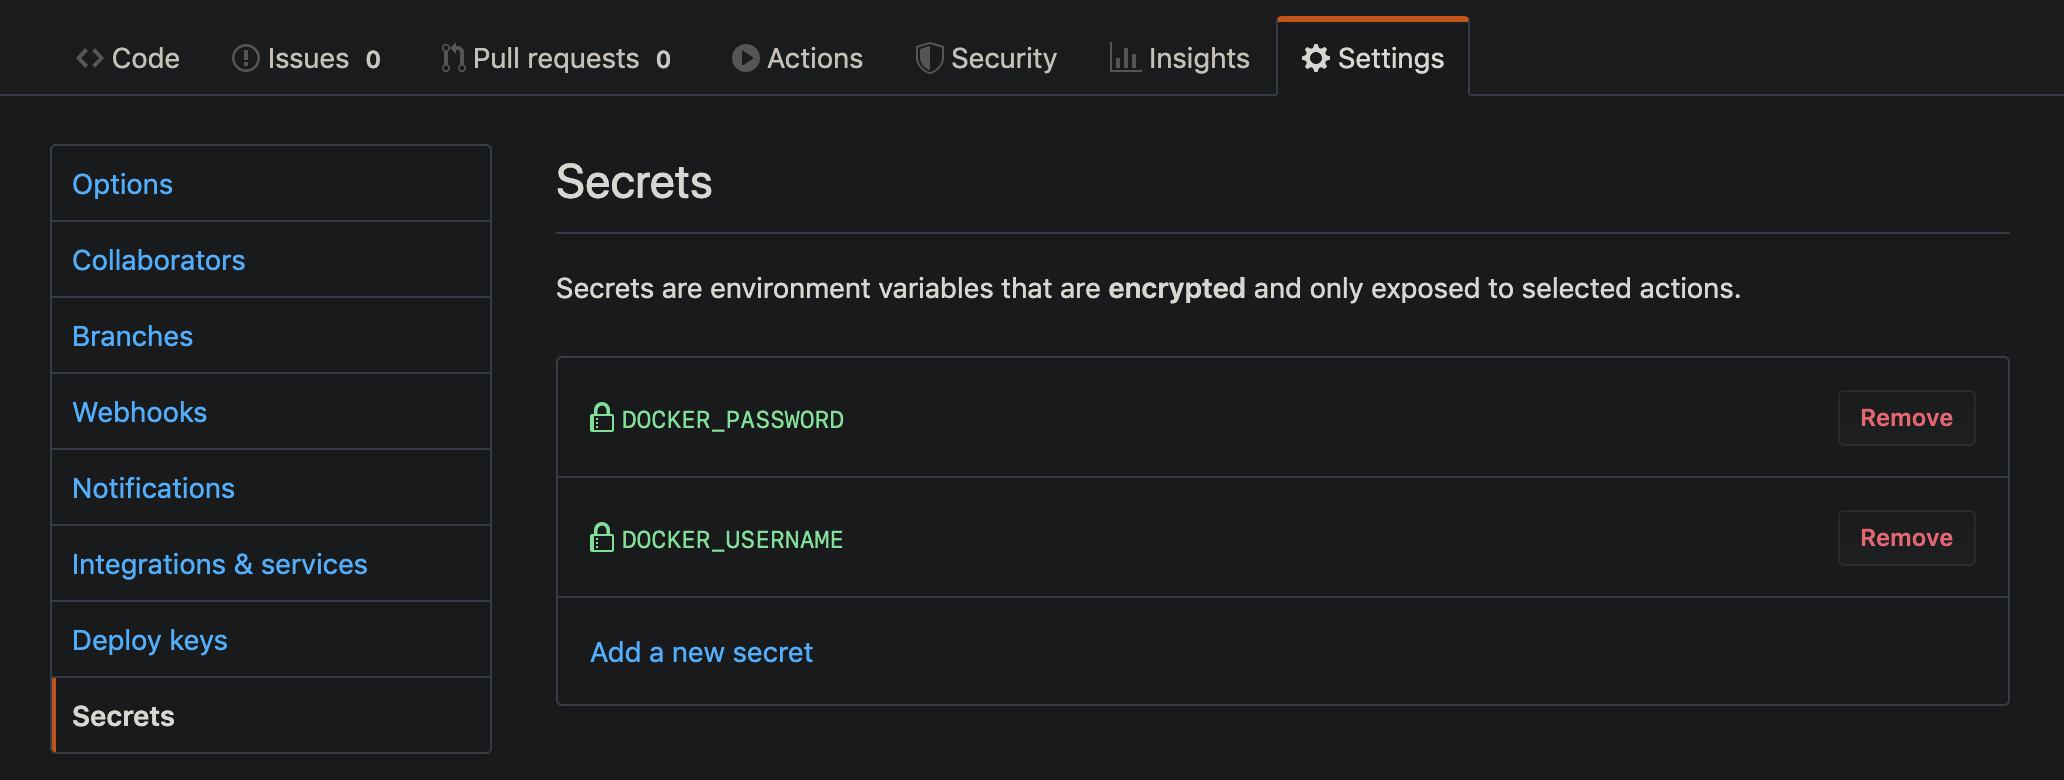 Code Issues 0 Pull requests 0 Actions Security Insights Settings
Options
Collaborators
Branches
Webhooks
Notifications
Integrations & services
Deploy keys
Secrets
Secrets
Secrets are environment variables that are encrypted and only exposed to selected actions.
DOCKER_PASSWORD Remove
DOCKER_USERNAME Remove
Add a new secret